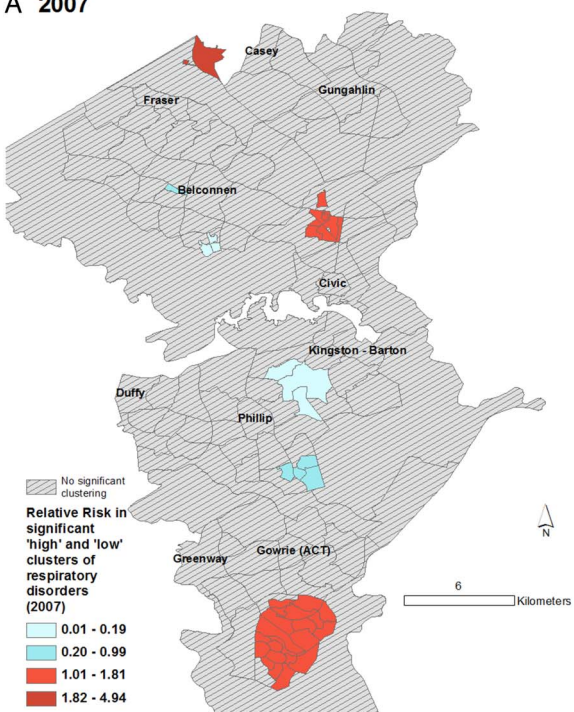 A 2007
Casey
Gungahlin
Fraser
Belconnen
Civic
Kingston - Barton
Duffy
Phillip
Gowrie (ACT)
Greenway
No significant
clustering
Relative Risk in
significant
'high' and 'low'
clusters of
respiratory
disorders
(2007)
0.01 - 0.19
0.20 - 0.99
1.01 - 1.81
1.82 - 4.94
N
6
Kilometers